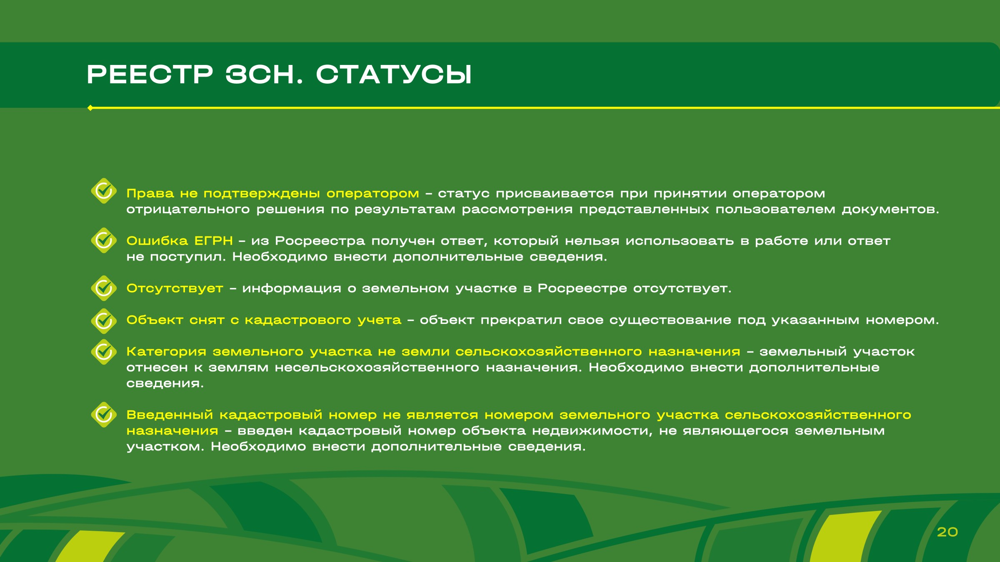 РЕЕСТР ЗСН. СТАТУСЫ
Права не подтверждены оператором – статус присваивается при принятии оператором
отрицательного решения по результатам рассмотрения представленных пользователем документов.
Ошибка ЕГРН – из Росреестра получен ответ, который нельзя использовать в работе или ответ
не поступил. Необходимо внести дополнительные сведения.
Отсутствует – информация о земельном участке в Росреестре отсутствует.
Объект снят с кадастрового учета – объект прекратил свое существование под указанным номером.
Категория земельного участка не земли сельскохозяйственного назначения – земельный участок
отнесен к землям несельскохозяйственного назначения. Необходимо внести дополнительные
сведения.
Введенный кадастровый номер не является номером земельного участка сельскохозяйственного
назначения – введен кадастровый номер объекта недвижимости, не являющегося земельным
участком. Необходимо внести дополнительные сведения.
20